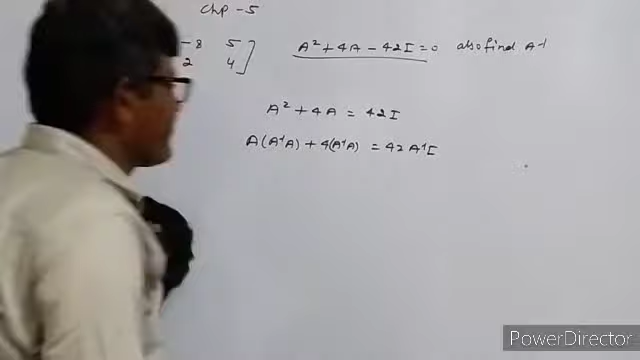 Chp - 5
-8 5
2 4 ]
A² + 4A - 42I = 0 also find A⁻¹
A² + 4A = 42I
A(A⁻¹A) + 4(A⁻¹A) = 42A⁻¹I
PowerDirector